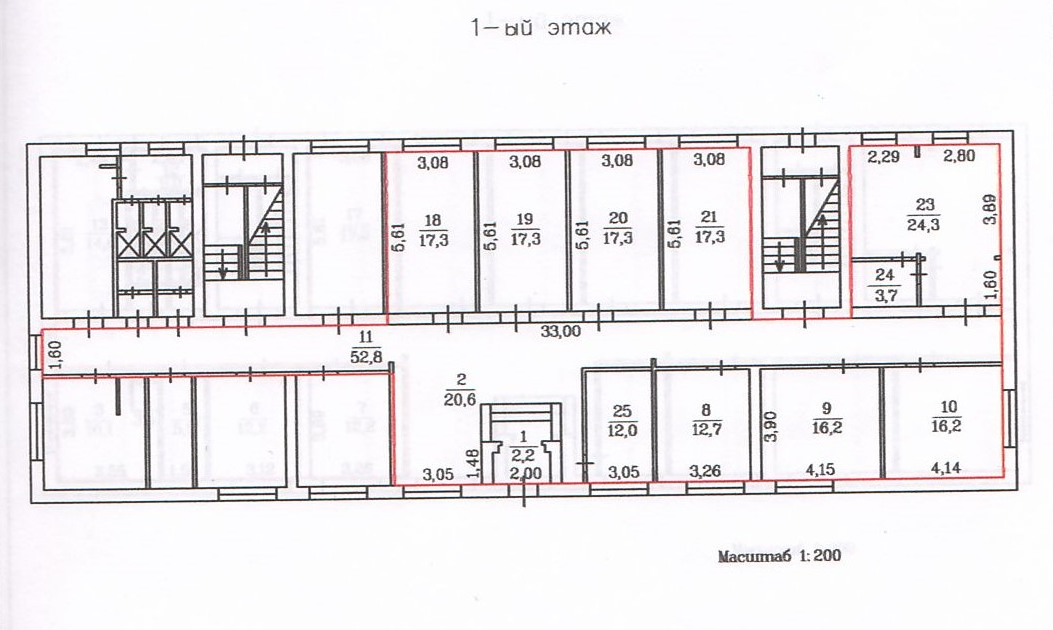 1-ый этаж
3,08 3,08 3,08 3,08 2,29 2,80
5,61 18 5,61 19 5,61 20 5,61 21 23 3,89
17,3 17,3 17,3 17,3 24,3
24 1,60
3,7
33,00
1,60 11
52,8
2
20,6
25 8 3,90 9 10
12,0 12,7 16,2 16,2
1
2,2
3,05 1,48 2,00 3,05 3,26 4,15 4,14
Масштаб 1:200